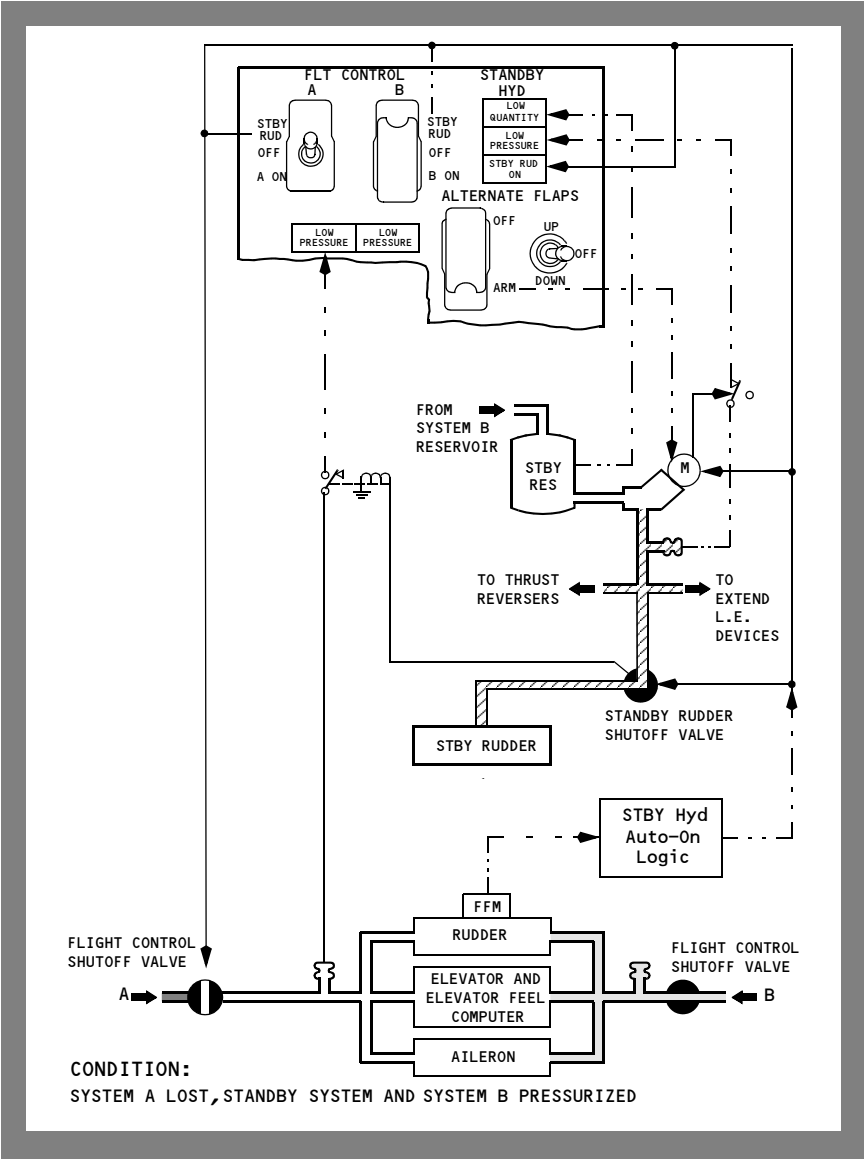 FLT CONTROL
A
B
STANDBY
HYD
STBY
RUD
OFF
A ON
STBY
RUD
OFF
B ON
LOW
QUANTITY
LOW
PRESSURE
STBY RUD
ON
ALTERNATE FLAPS
OFF
ARM
UP
OFF
DOWN
LOW
PRESSURE
LOW
PRESSURE
FROM
SYSTEM B
RESERVOIR
STBY
RES
M
TO THRUST
REVERSERS
TO
EXTEND
L.E.
DEVICES
STANDBY RUDDER
SHUTOFF VALVE
STBY RUDDER
STBY Hyd
Auto-On
Logic
FFM
RUDDER
FLIGHT CONTROL
SHUTOFF VALVE
FLIGHT CONTROL
SHUTOFF VALVE
A
ELEVATOR AND
ELEVATOR FEEL
COMPUTER
B
AILERON
CONDITION:
SYSTEM A LOST, STANDBY SYSTEM AND SYSTEM B PRESSURIZED